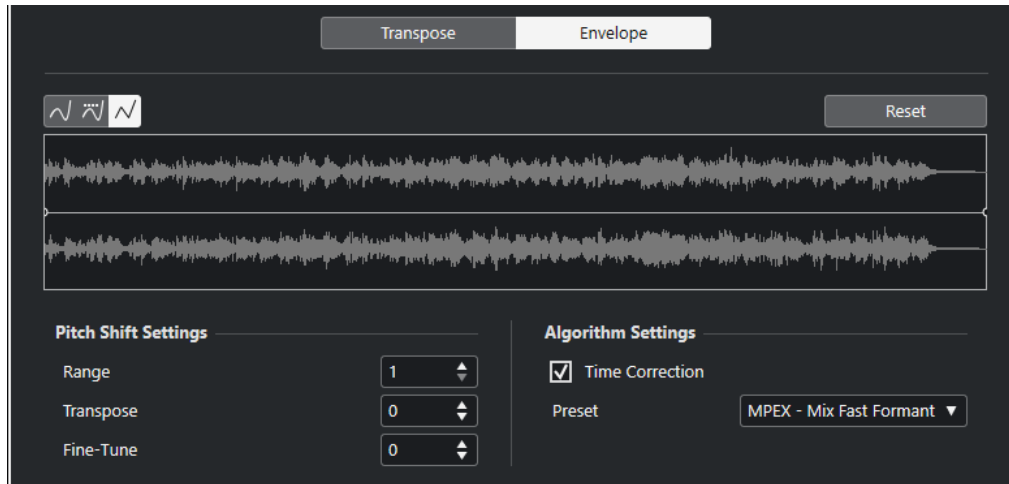 Transpose
Envelope
Reset
Pitch Shift Settings
Range
1
Transpose
0
Fine-Tune
0
Algorithm Settings
Time Correction
Preset
MPEX - Mix Fast Formant